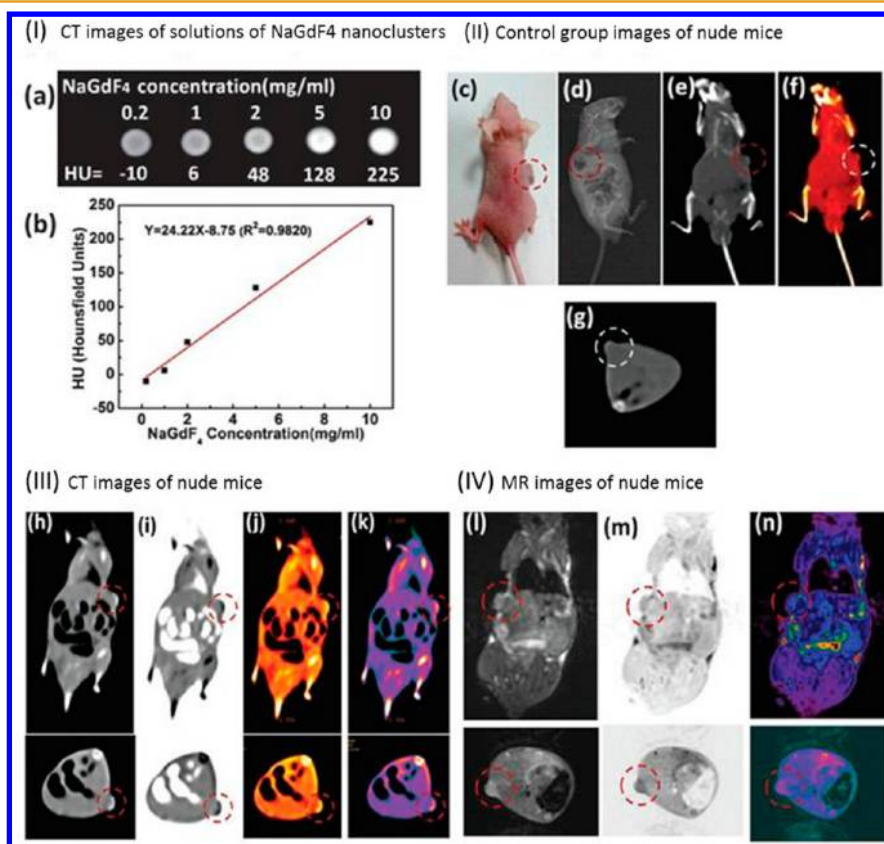 (I) CT images of solutions of NaGdF4 nanoclusters
(II) Control group images of nude mice
(a)
NaGdF4 concentration(mg/ml)
0.2 1 2 5 10
HU= -10 6 48 128 225
(b)
Y=24.22X-8.75 (R²=0.9820)
HU (Hounsfield Units)
250
200
150
100
50
0
-50
0 2 4 6 8 10
NaGdF₄ Concentration(mg/ml)
(c) (d) (e) (f)
(g)
(III) CT images of nude mice
(h) (i) (j) (k)
(IV) MR images of nude mice
(l) (m) (n)